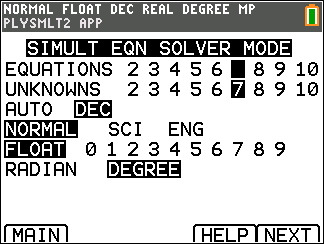 NORMAL FLOAT DEC REAL DEGREE MP
PLYSMLT2 APP
SIMULT EQN SOLVER MODE
EQUATIONS 2 3 4 5 6 8 9 10
UNKNOWNS 2 3 4 5 6 7 8 9 10
AUTO DEC
NORMAL SCI ENG
FLOAT 0 1 2 3 4 5 6 7 8 9
RADIAN DEGREE
MAIN HELP NEXT